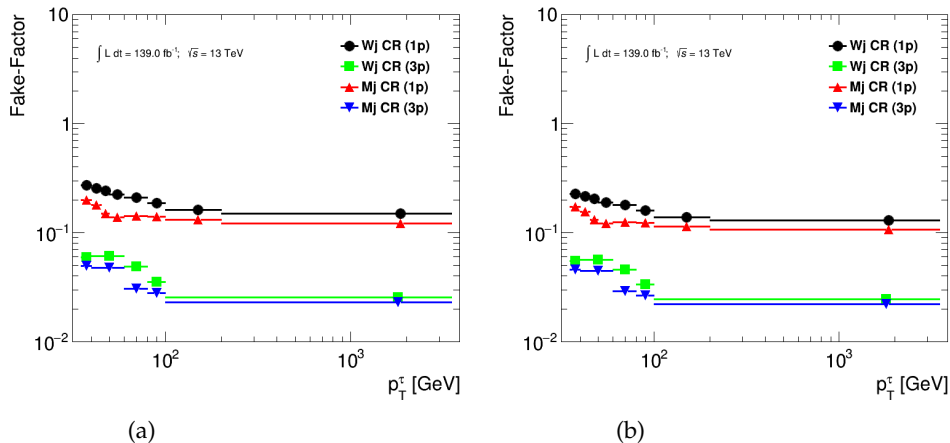 Fake-Factor
10
1
10⁻¹
10⁻²
∫ L dt = 139.0 fb⁻¹; √s = 13 TeV
Wj CR (1p)
Wj CR (3p)
Mj CR (1p)
Mj CR (3p)
10²
10³
p_T^τ [GeV]
(a)
Fake-Factor
10
1
10⁻¹
10⁻²
∫ L dt = 139.0 fb⁻¹; √s = 13 TeV
Wj CR (1p)
Wj CR (3p)
Mj CR (1p)
Mj CR (3p)
10²
10³
p_T^τ [GeV]
(b)